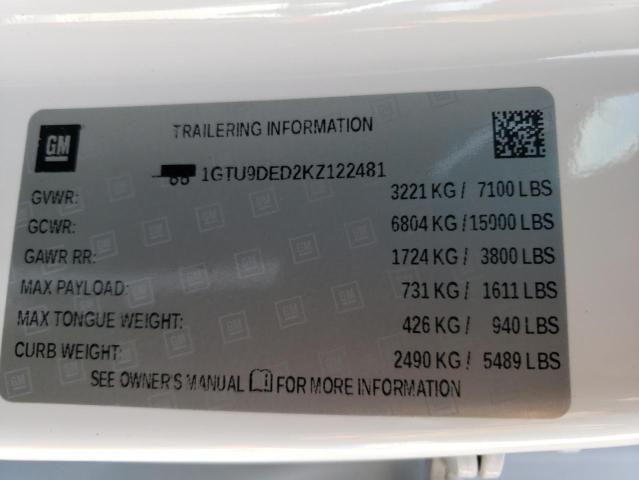 GM
TRAILERING INFORMATION
1GTU9DED2KZ122481
GVWR: 3221 KG / 7100 LBS
GCWR: 6804 KG / 15000 LBS
GAWR RR: 1724 KG / 3800 LBS
MAX PAYLOAD: 731 KG / 1611 LBS
MAX TONGUE WEIGHT: 426 KG / 940 LBS
CURB WEIGHT: 2490 KG / 5489 LBS
SEE OWNER'S MANUAL FOR MORE INFORMATION